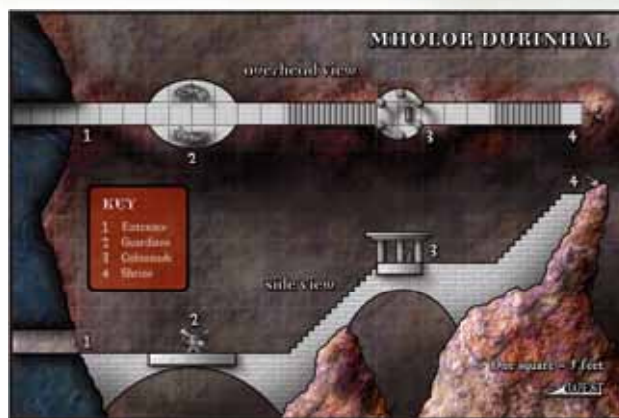 MHOLOR DURINHAL
overhead view
1
2
3
4
KEY
1 Entrance
2 Guardians
3 Colonnade
4 Shrine
side view
1
2
3
4
One square = 5 feet
WEST